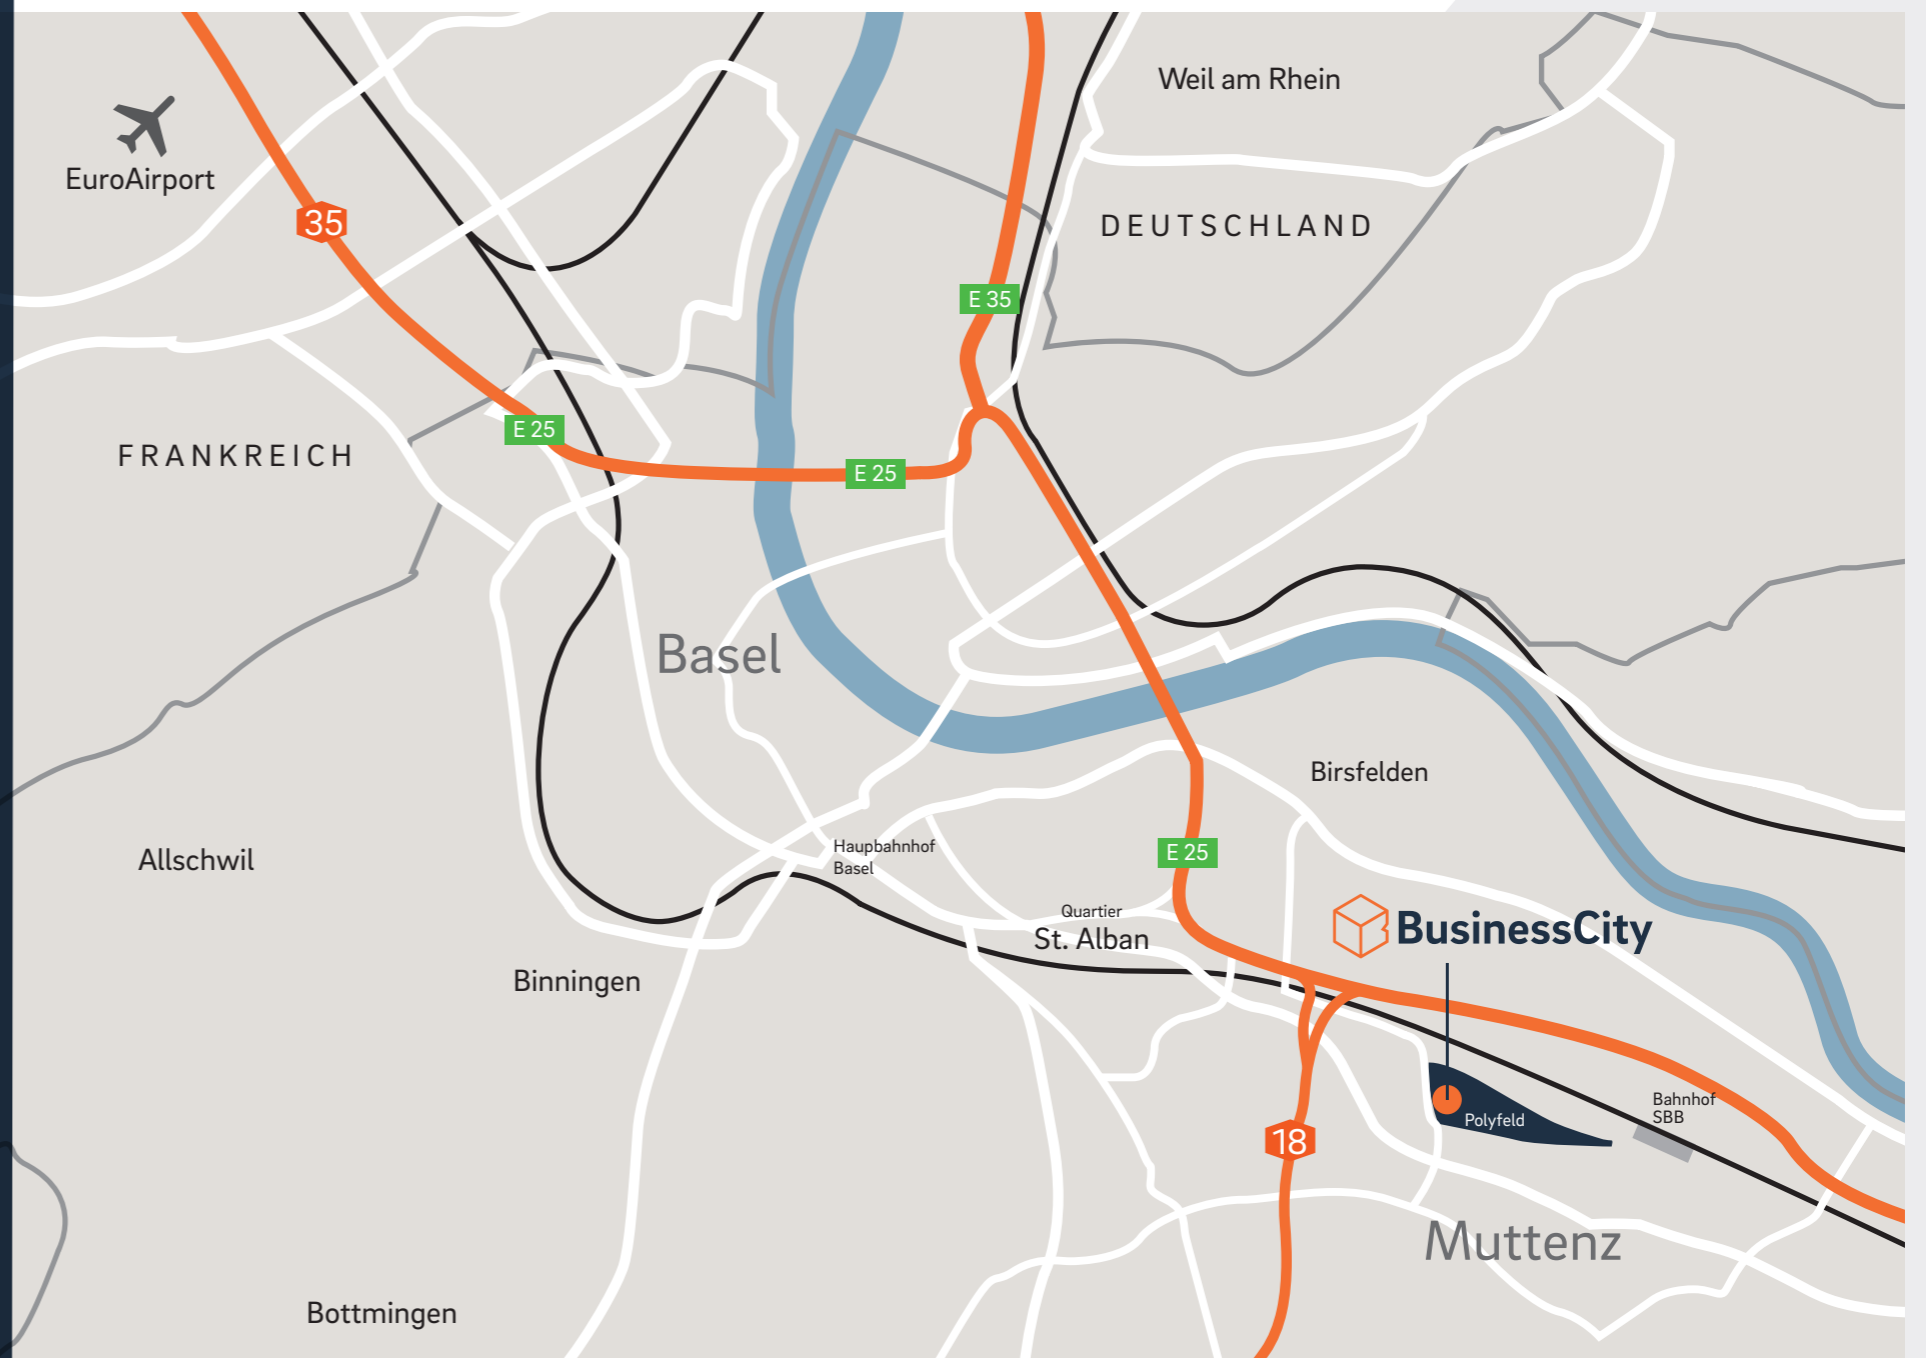 Weil am Rhein
EuroAirport
35
DEUTSCHLAND
E 35
E 25
FRANKREICH
E 25
Basel
Birsfelden
Haupbahnhof
Basel
E 25
Allschwil
Quartier
St. Alban
BusinessCity
Binningen
Bahnhof
SBB
Polyfeld
18
Muttenz
Bottmingen